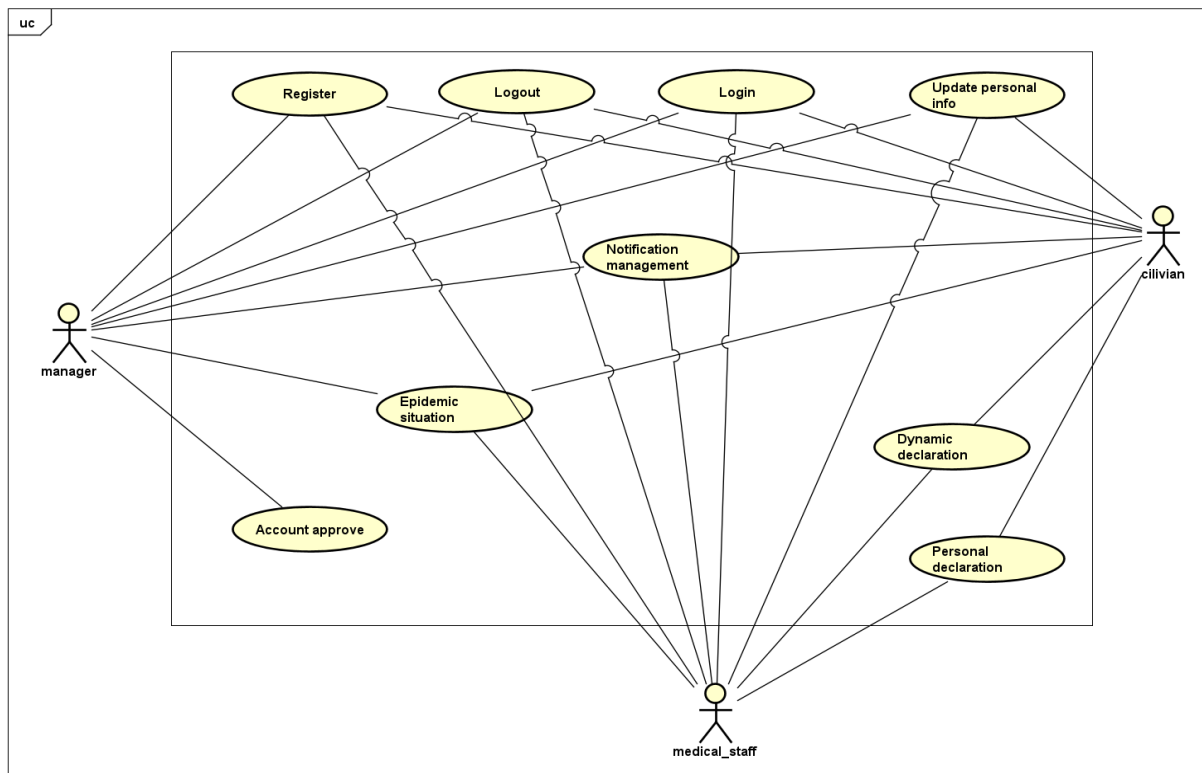 uc
Register
Logout
Login
Update personal
info
Notification
management
cilivian
manager
Epidemic
situation
Dynamic
declaration
Account approve
Personal
declaration
medical_staff